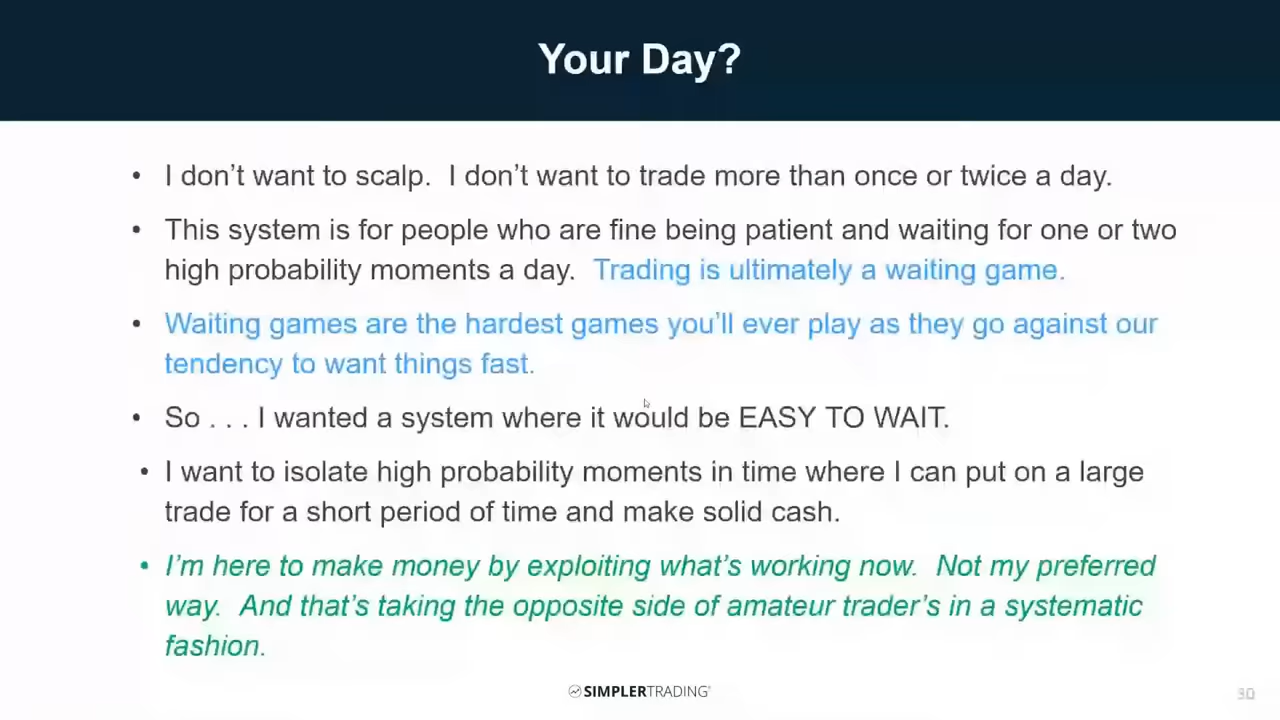 Your Day?
• I don't want to scalp.  I don't want to trade more than once or twice a day.
• This system is for people who are fine being patient and waiting for one or two
high probability moments a day.  Trading is ultimately a waiting game.
• Waiting games are the hardest games you'll ever play as they go against our
tendency to want things fast.
• So . . . I wanted a system where it would be EASY TO WAIT.
• I want to isolate high probability moments in time where I can put on a large
trade for a short period of time and make solid cash.
• I'm here to make money by exploiting what's working now.  Not my preferred
way.  And that's taking the opposite side of amateur trader's in a systematic
fashion.
SIMPLERTRADING
30